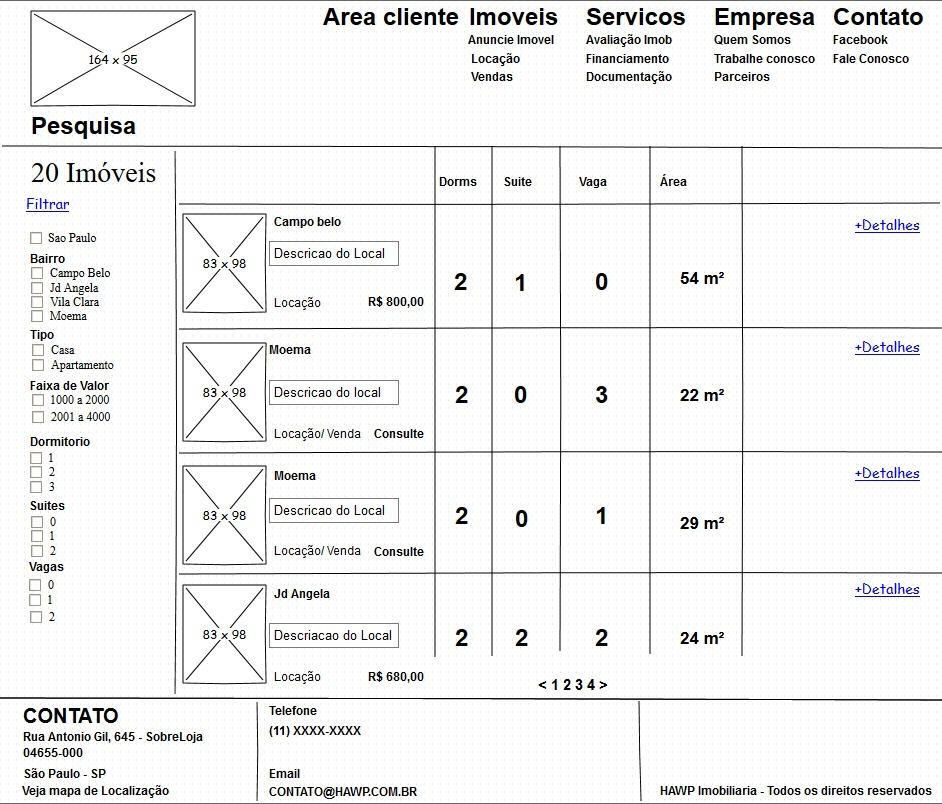 Area cliente Imoveis Servicos Empresa Contato
Anuncie Imovel Avaliação Imob Quem Somos Facebook
Locação Financiamento Trabalhe conosco Fale Conosco
Vendas Documentação Parceiros
164 x 95
Pesquisa
20 Imóveis
Filtrar
Sao Paulo
Bairro
Campo Belo
Jd Angela
Vila Clara
Moema
Tipo
Casa
Apartamento
Faixa de Valor
1000 a 2000
2001 a 4000
Dormitorio
1
2
3
Suites
0
1
2
Vagas
0
1
2
Dorms Suite Vaga Área
Campo belo
+Detalhes
Descricao do Local
83 x 98
2 1 0 54 m²
Locação R$ 800,00
Moema
+Detalhes
Descricao do local
83 x 98
2 0 3 22 m²
Locação/ Venda Consulte
Moema
+Detalhes
Descricao do Local
83 x 98
2 0 1 29 m²
Locação/ Venda Consulte
Jd Angela
+Detalhes
Descriacao do Local
83 x 98
2 2 2 24 m²
Locação R$ 680,00
< 1 2 3 4 >
CONTATO
Rua Antonio Gil, 645 - SobreLoja
04655-000
São Paulo - SP
Veja mapa de Localização
Telefone
(11) XXXX-XXXX
Email
CONTATO@HAWP.COM.BR
HAWP Imobiliaria - Todos os direitos reservados